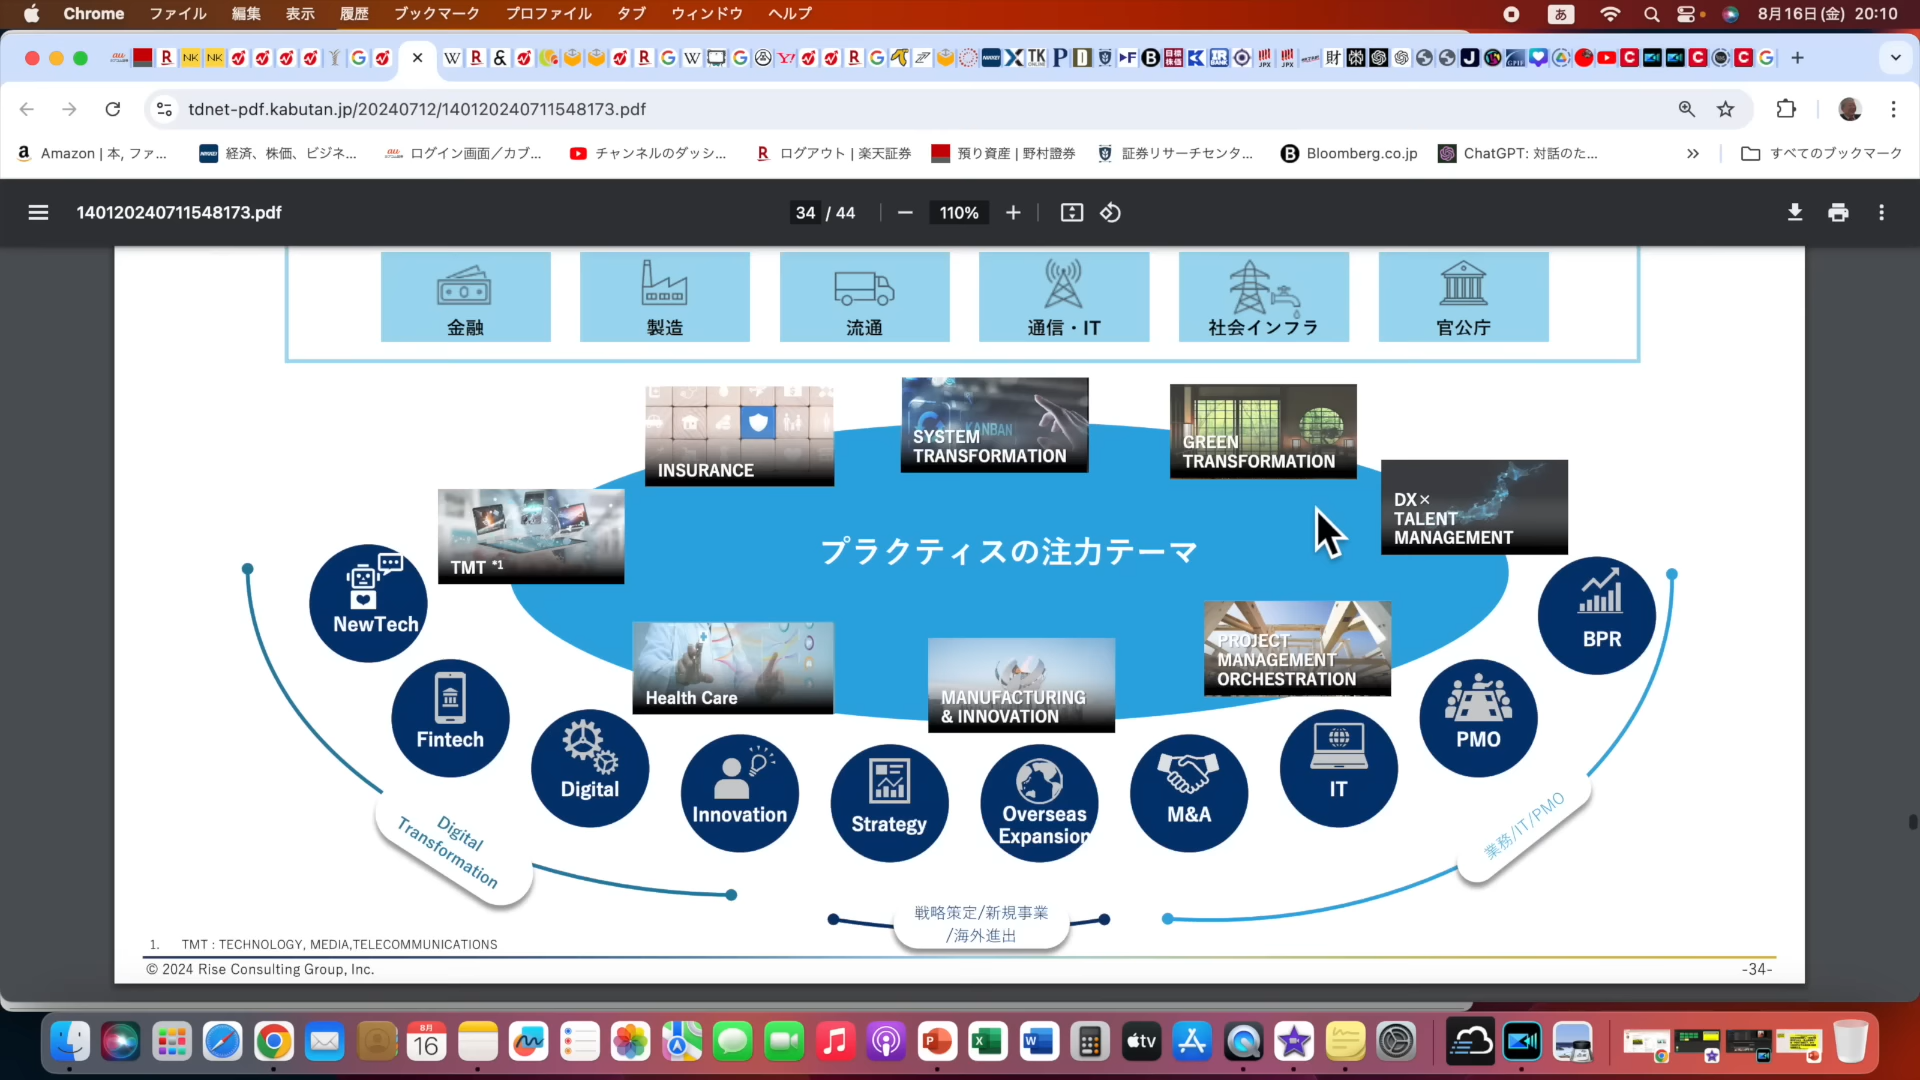 Chrome ファイル 編集 表示 履歴 ブックマーク プロファイル タブ ウィンドウ ヘルプ
あ 8月16日(金) 20:10
tdnet-pdf.kabutan.jp/20240712/140120240711548173.pdf
Amazon | 本, ファ...
経済、株価、ビジネ...
ログイン画面／カブ...
チャンネルのダッシ...
ログアウト | 楽天証券
預り資産 | 野村證券
証券リサーチセンタ...
Bloomberg.co.jp
ChatGPT: 対話のた...
»
すべてのブックマーク
140120240711548173.pdf
34 / 44
110%
金融
製造
流通
通信・IT
社会インフラ
官公庁
INSURANCE
KANBAN
SYSTEM
TRANSFORMATION
GREEN
TRANSFORMATION
TMT *1
DX×
TALENT
MANAGEMENT
プラクティスの注力テーマ
Health Care
MANUFACTURING
& INNOVATION
PROJECT
MANAGEMENT
ORCHESTRATION
NewTech
Fintech
Digital
Innovation
Strategy
Overseas
Expansion
M&A
IT
PMO
BPR
Digital
Transformation
戦略策定/新規事業
/海外進出
業務/IT/PMO
1. TMT : TECHNOLOGY, MEDIA,TELECOMMUNICATIONS
© 2024 Rise Consulting Group, Inc.
-34-
8月
16
tv